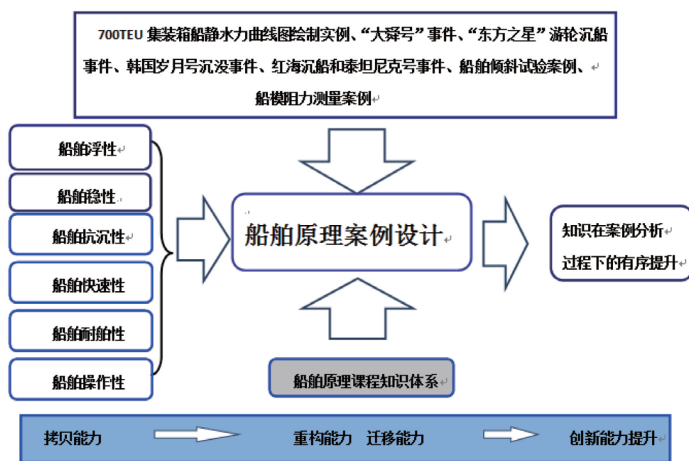 700TEU 集装箱船静水力曲线图绘制实例、“大舜号”事件、“东方之星”游轮沉船
事件、韩国岁月号沉没事件、红海沉船和泰坦尼克号事件、船舶倾斜试验案例、
船模阻力测量案例
船舶浮性
船舶稳性
船舶抗沉性
船舶快速性
船舶耐舶性
船舶操作性
船舶原理案例设计
知识在案例分析
过程下的有序提升
船舶原理课程知识体系
拷贝能力 重构能力 迁移能力 创新能力提升